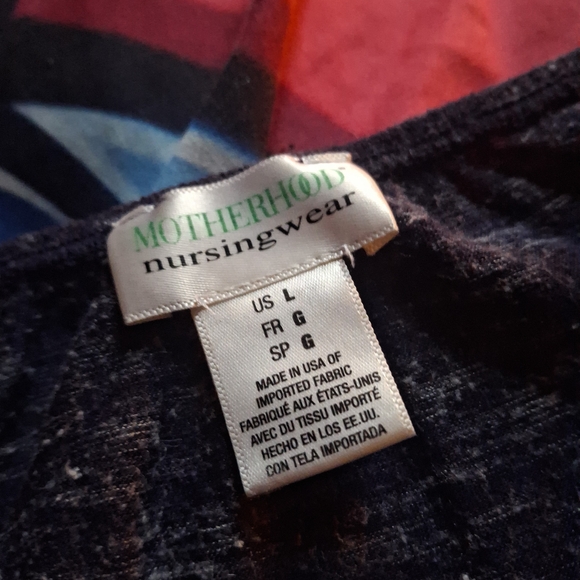 MOTHERHOOD
nursingwear
US L
FR G
SP G
MADE IN USA OF
IMPORTED FABRIC
FABRIQUÉ AUX ÉTATS-UNIS
AVEC DU TISSU IMPORTÉ
HECHO EN LOS EE.UU.
CON TELA IMPORTADA